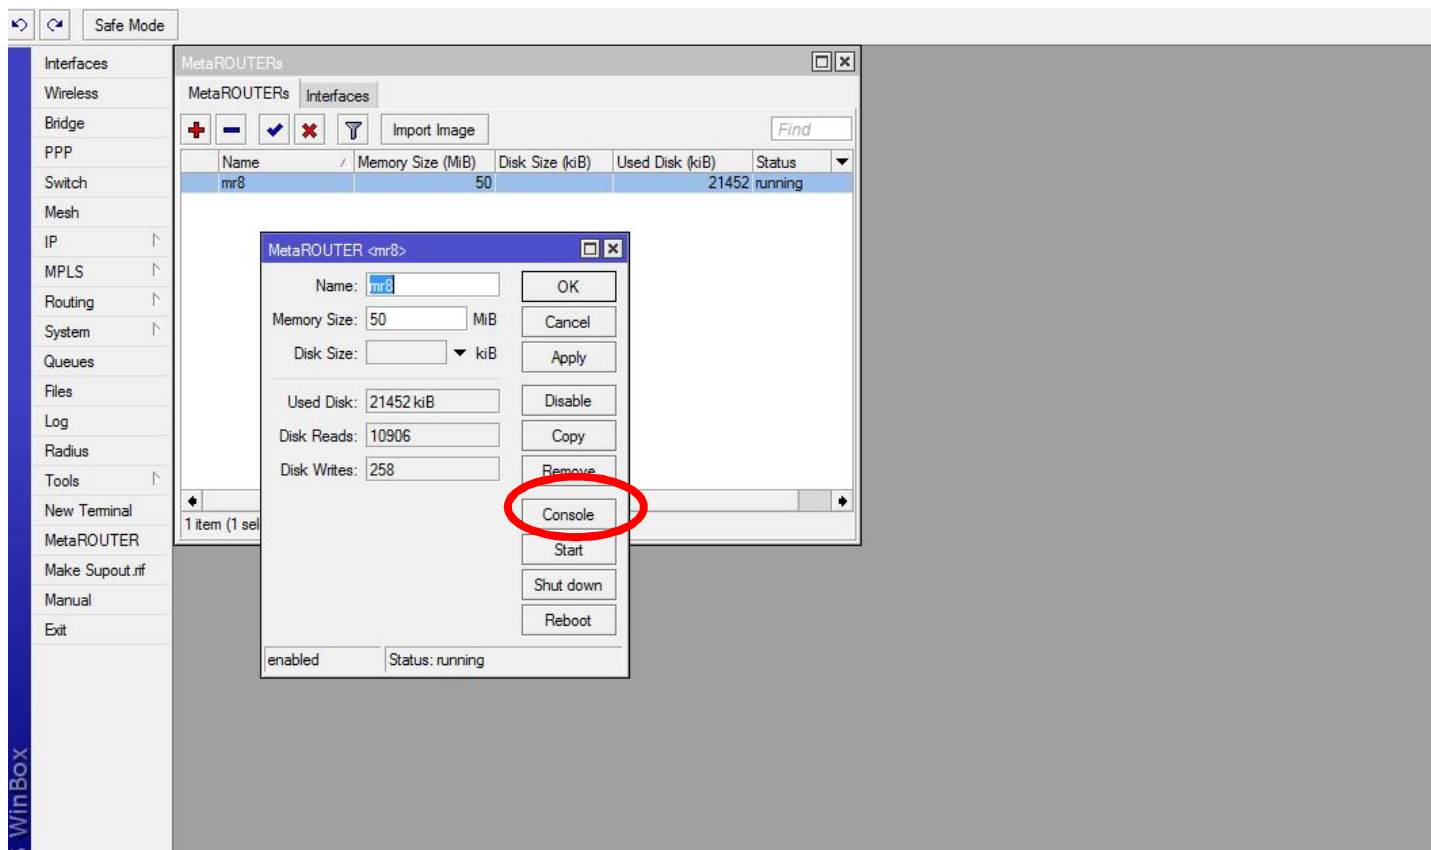 Safe Mode
Interfaces
Wireless
Bridge
PPP
Switch
Mesh
IP
MPLS
Routing
System
Queues
Files
Log
Radius
Tools
New Terminal
MetaROUTER
Make Supout.rif
Manual
Exit
WinBox
MetaROUTERs
MetaROUTERs Interfaces
Import Image Find
Name Memory Size (MiB) Disk Size (kiB) Used Disk (kiB) Status
mr8 50 21452 running
1 item (1 sel
MetaROUTER <mr8>
Name: mr8
Memory Size: 50 MiB
Disk Size: kiB
Used Disk: 21452 kiB
Disk Reads: 10906
Disk Writes: 258
OK
Cancel
Apply
Disable
Copy
Remove
Console
Start
Shut down
Reboot
enabled Status: running